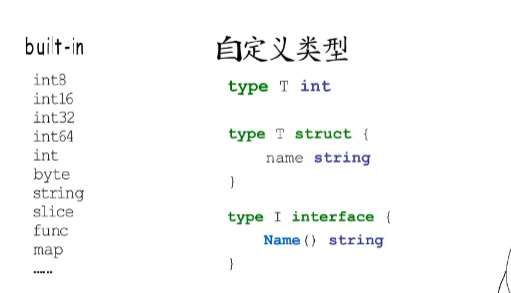 built-in
int8
int16
int32
int64
int
byte
string
slice
func
map
……
自定义类型
type T int
type T struct {
name string
}
type I interface {
Name() string
}